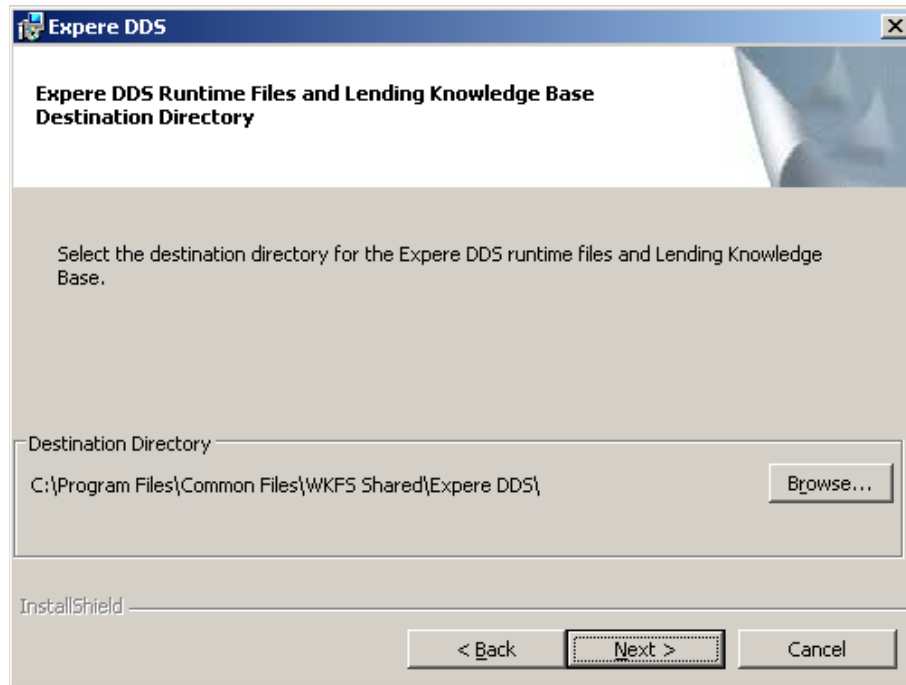 Expere DDS
Expere DDS Runtime Files and Lending Knowledge Base
Destination Directory
Select the destination directory for the Expere DDS runtime files and Lending Knowledge
Base.
Destination Directory
C:\Program Files\Common Files\WKFS Shared\Expere DDS\
Browse...
InstallShield
< Back
Next >
Cancel